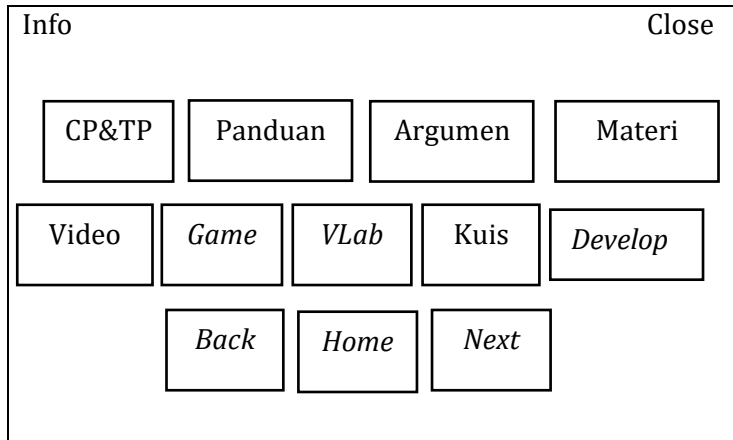 Info Close
CP&TP Panduan Argumen Materi
Video Game VLab Kuis Develop
Back Home Next